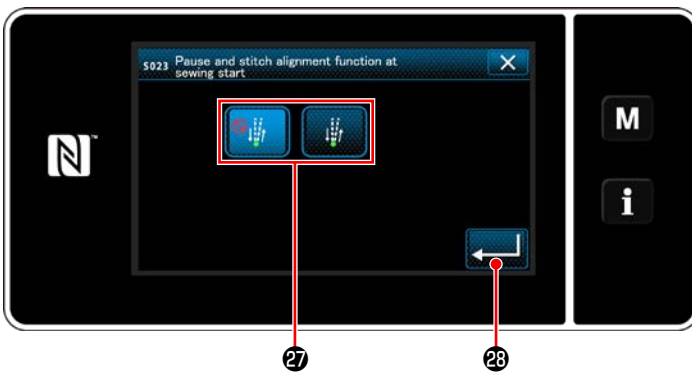 S023 Pause and stitch alignment function at
sewing start
M
i
㉗
㉘